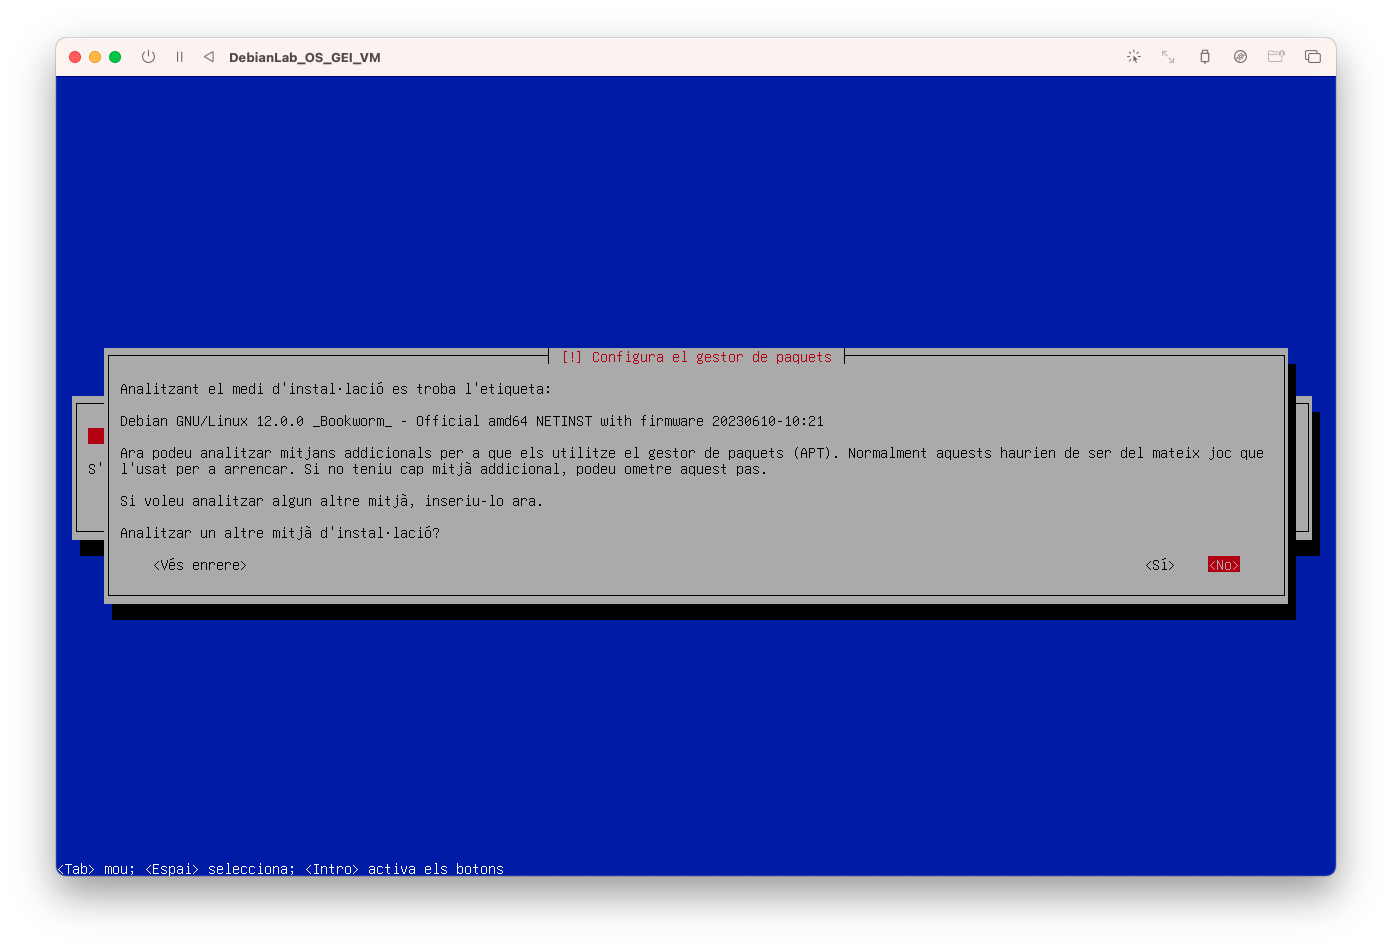 DebianLab_OS_GEI_VM
[!] Configura el gestor de paquets
Analitzant el medi d'instal·lació es troba l'etiqueta:
Debian GNU/Linux 12.0.0 _Bookworm_ - Official amd64 NETINST with firmware 20230610-10:21
Ara podeu analitzar mitjans addicionals per a que els utilitze el gestor de paquets (APT). Normalment aquests haurien de ser del mateix joc que
l'usat per a arrencar. Si no teniu cap mitjà addicional, podeu ometre aquest pas.
S'
Si voleu analitzar algun altre mitjà, inseriu-lo ara.
Analitzar un altre mitjà d'instal·lació?
<Vés enrere> <Sí> <No>
<Tab> mou; <Espai> selecciona; <Intro> activa els botons